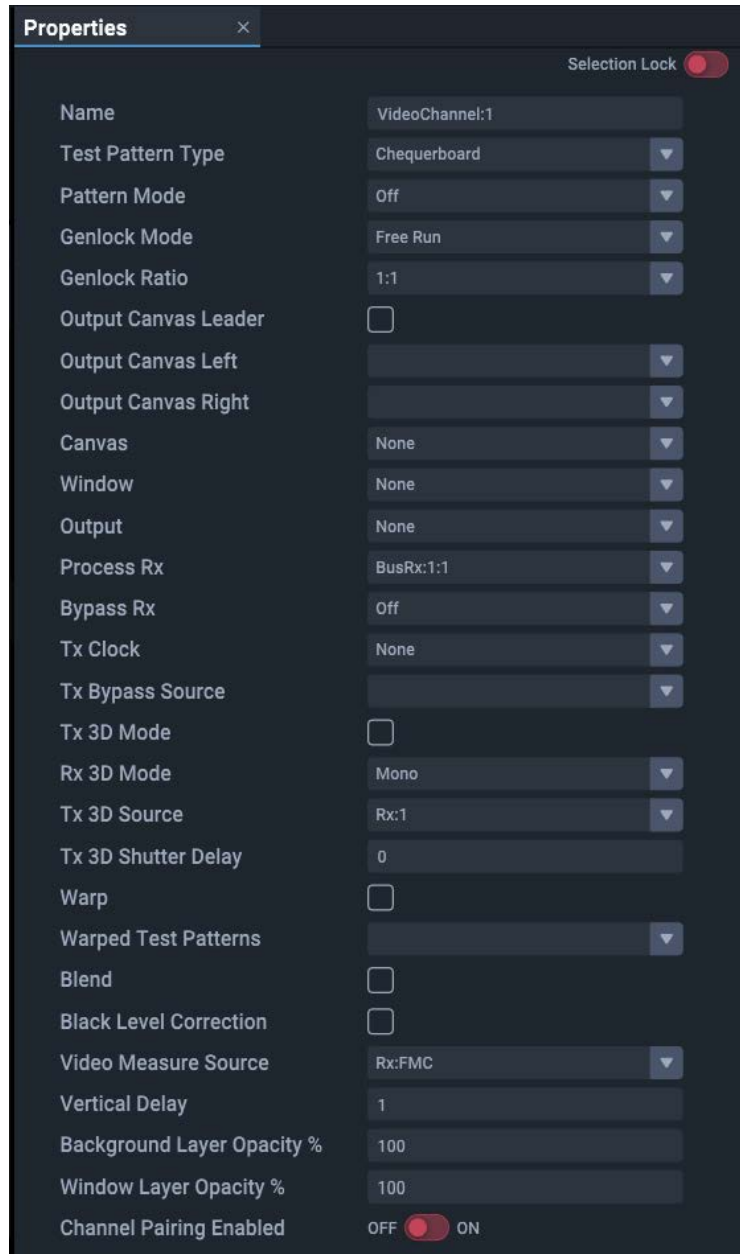 Properties ×
Selection Lock
Name VideoChannel:1
Test Pattern Type Chequerboard
Pattern Mode Off
Genlock Mode Free Run
Genlock Ratio 1:1
Output Canvas Leader
Output Canvas Left
Output Canvas Right
Canvas None
Window None
Output None
Process Rx BusRx:1:1
Bypass Rx Off
Tx Clock None
Tx Bypass Source
Tx 3D Mode
Rx 3D Mode Mono
Tx 3D Source Rx:1
Tx 3D Shutter Delay 0
Warp
Warped Test Patterns
Blend
Black Level Correction
Video Measure Source Rx:FMC
Vertical Delay 1
Background Layer Opacity % 100
Window Layer Opacity % 100
Channel Pairing Enabled OFF ON